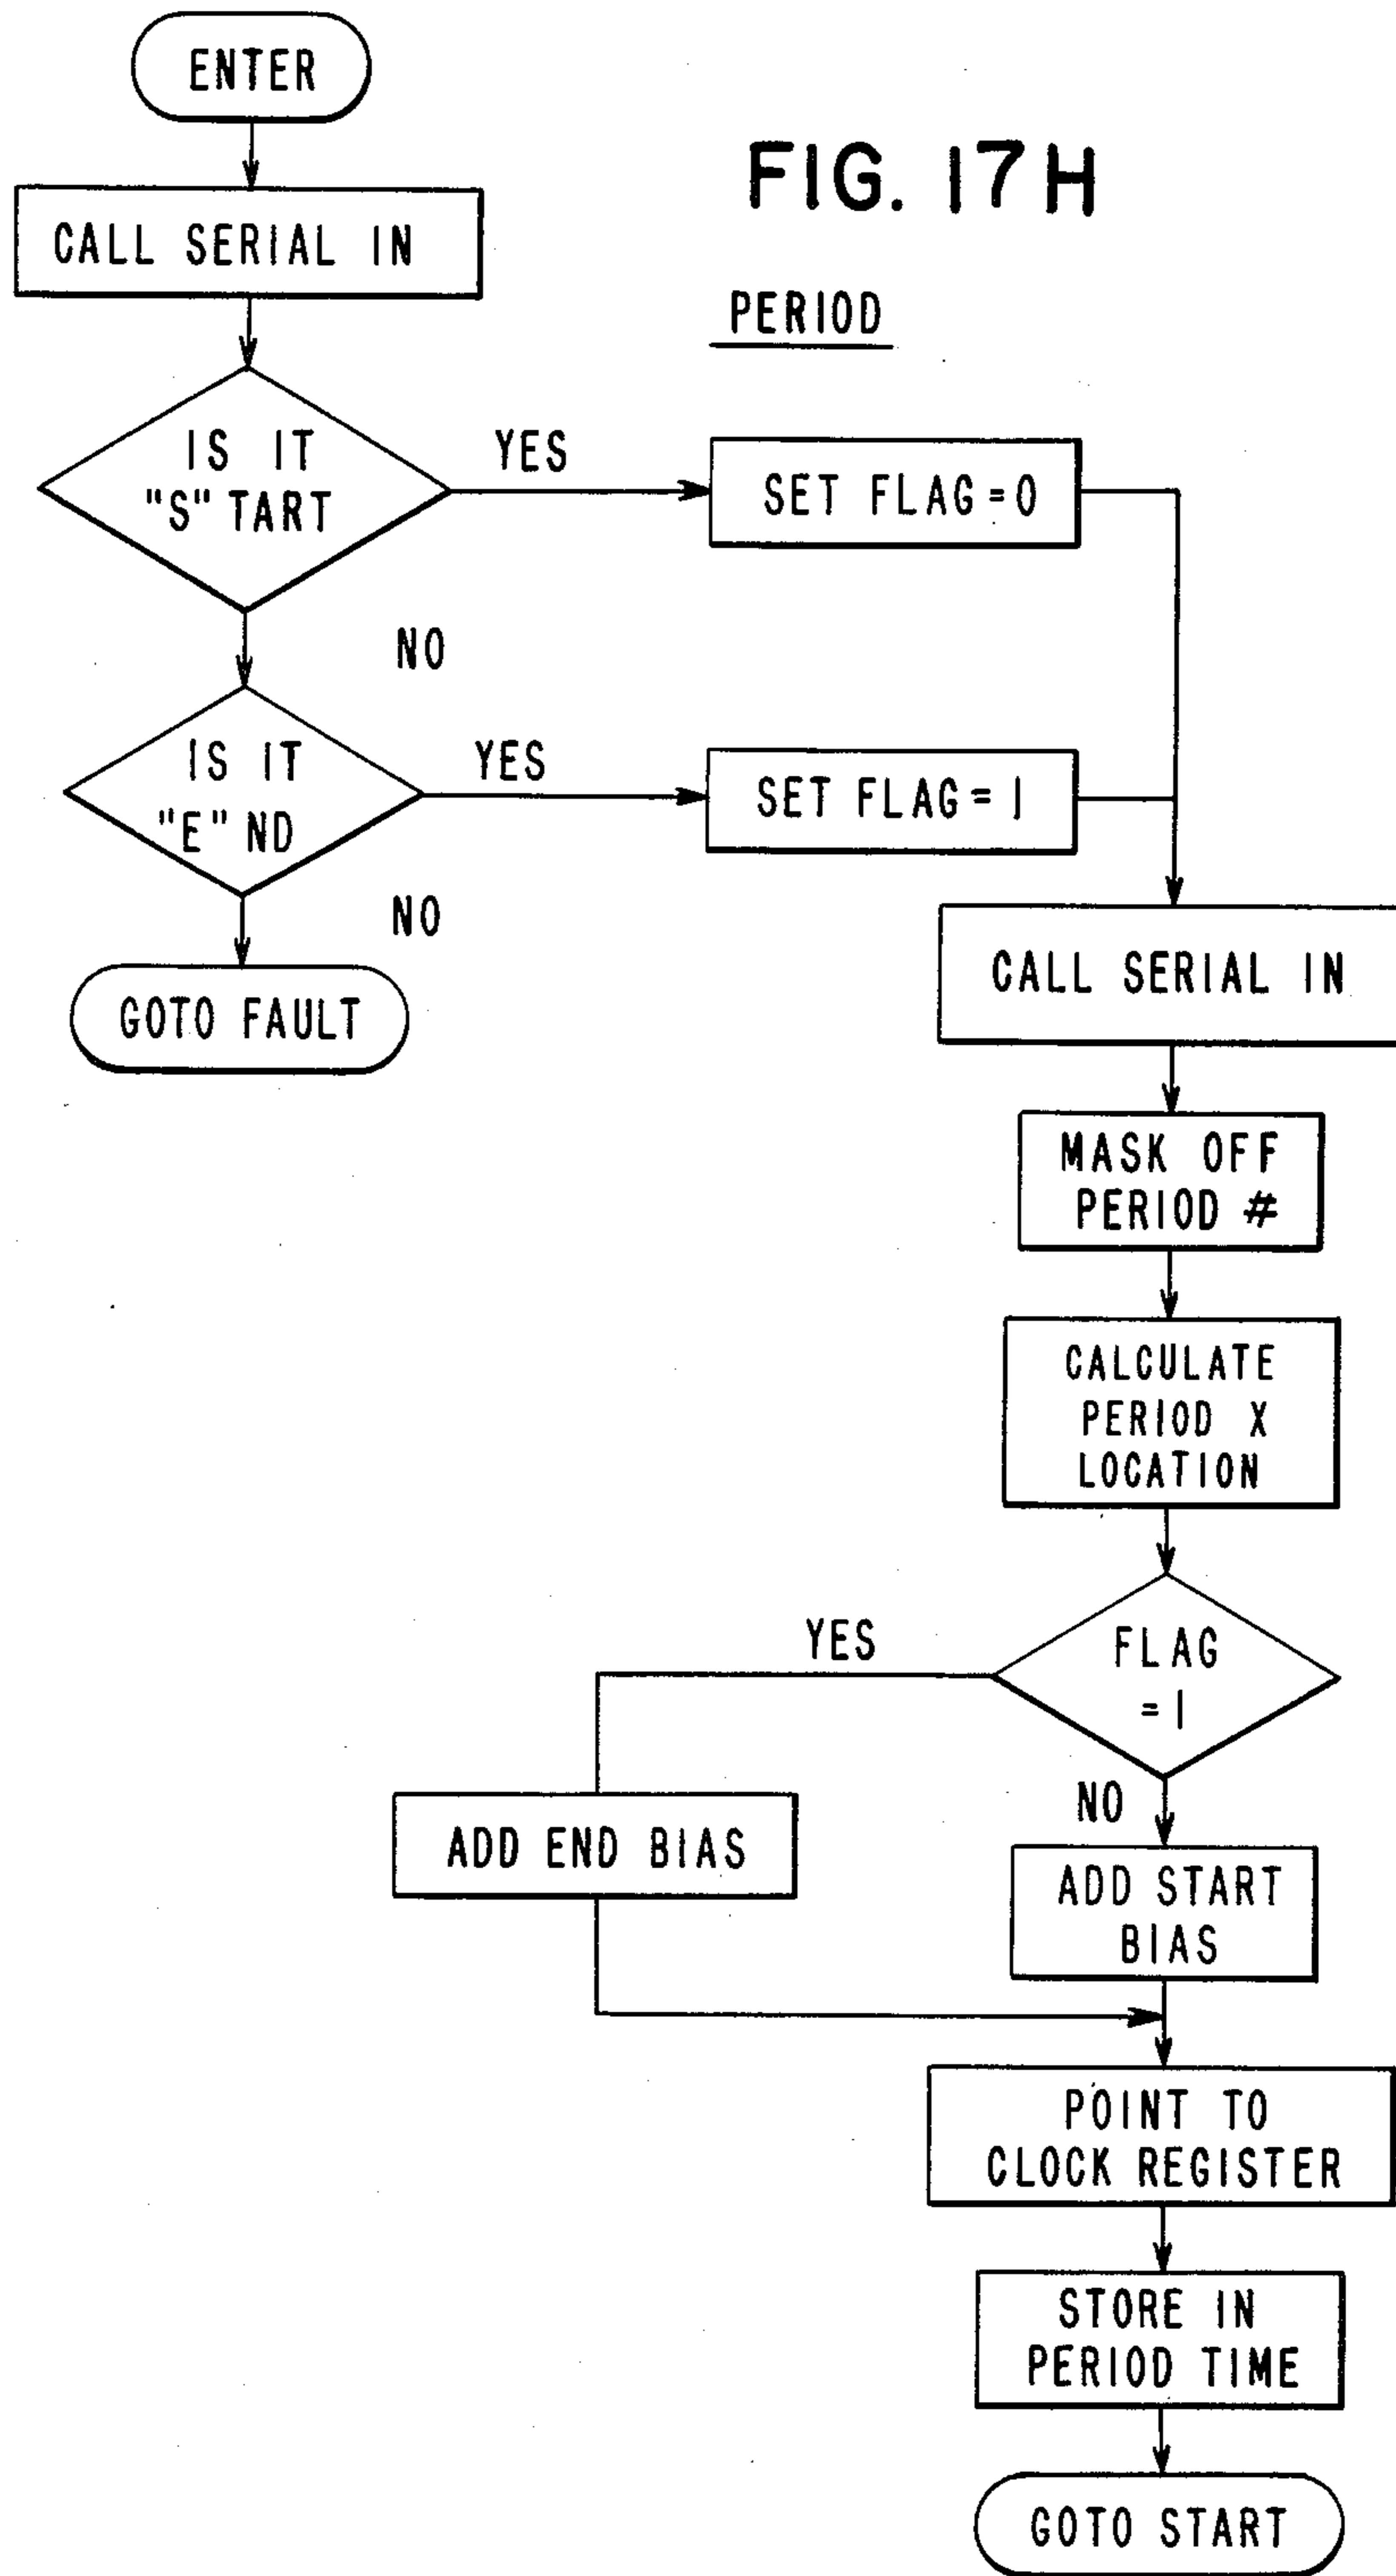 ENTER
FIG. 17H
CALL SERIAL IN
PERIOD
IS IT
"S"TART
YES
SET FLAG=0
NO
IS IT
"E"ND
YES
SET FLAG=1
NO
GOTO FAULT
CALL SERIAL IN
MASK OFF
PERIOD #
CALCULATE
PERIOD X
LOCATION
FLAG
=1
YES
NO
ADD END BIAS
ADD START
BIAS
POINT TO
CLOCK REGISTER
STORE IN
PERIOD TIME
GOTO START